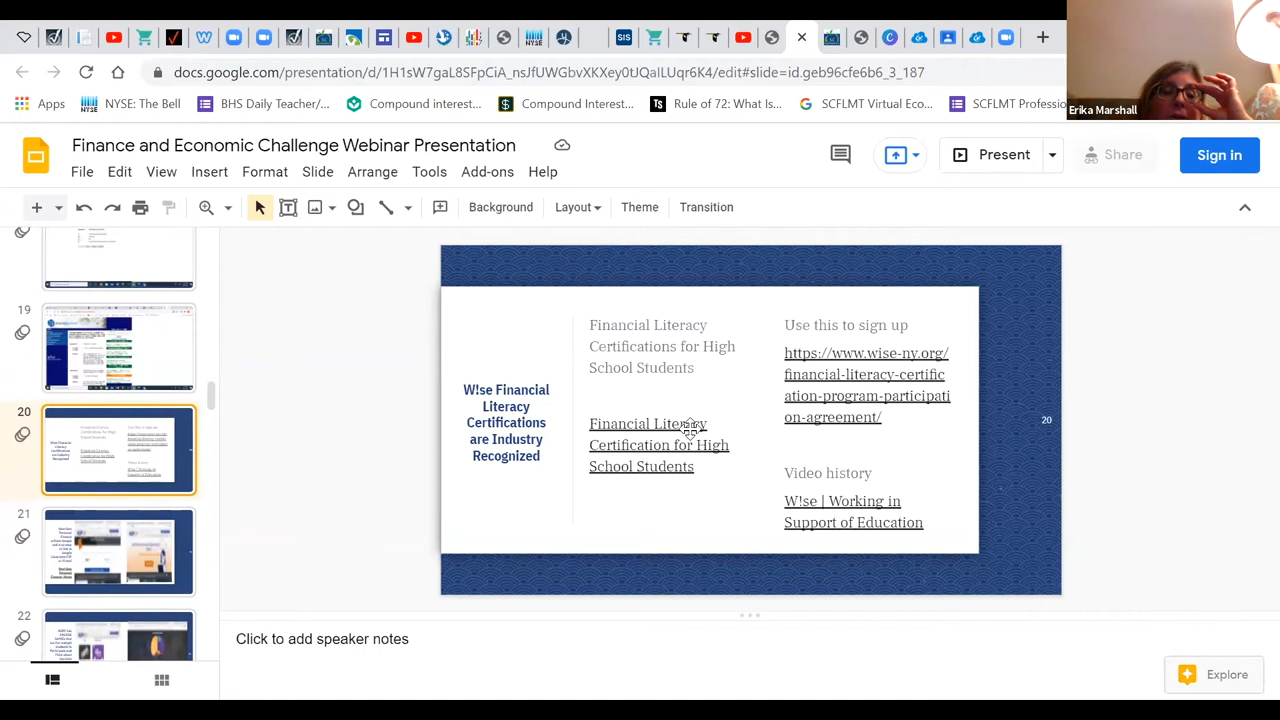 Erika Marshall
docs.google.com/presentation/d/1H1sW7gaL8SFpCiA_nsJfUWGbvXKXey0UQaILUqr6K4/edit#slide=id.geb96cfe6b6_3_187
Apps
NYSE: The Bell
BHS Daily Teacher/...
Compound interest...
$
Compound Interest...
Ts
Rule of 72: What Is...
SCFLMT Virtual Eco...
SCFLMT Professio
Finance and Economic Challenge Webinar Presentation
File Edit View Insert Format Slide Arrange Tools Add-ons Help
Present
Share
Sign in
Background
Layout
Theme
Transition
19
20
21
22
W!se Financial
Literacy
Certifications
are Industry
Recognized
Financial Literacy
Certifications for High
School Students
Financial Literacy
Certification for High
School Students
Use this to sign up
https://www.wise-ny.org/
financial-literacy-certific
ation-program-participati
on-agreement/
Video history
W!se | Working in
Support of Education
20
Click to add speaker notes
Explore